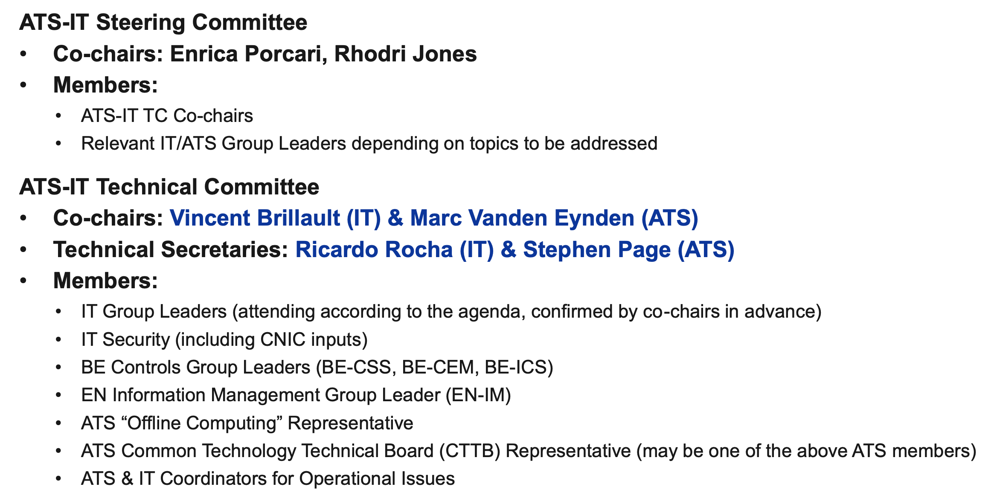 ATS-IT Steering Committee
• Co-chairs: Enrica Porcari, Rhodri Jones
• Members:
• ATS-IT TC Co-chairs
• Relevant IT/ATS Group Leaders depending on topics to be addressed
ATS-IT Technical Committee
• Co-chairs: Vincent Brillault (IT) & Marc Vanden Eynden (ATS)
• Technical Secretaries: Ricardo Rocha (IT) & Stephen Page (ATS)
• Members:
• IT Group Leaders (attending according to the agenda, confirmed by co-chairs in advance)
• IT Security (including CNIC inputs)
• BE Controls Group Leaders (BE-CSS, BE-CEM, BE-ICS)
• EN Information Management Group Leader (EN-IM)
• ATS “Offline Computing” Representative
• ATS Common Technology Technical Board (CTTB) Representative (may be one of the above ATS members)
• ATS & IT Coordinators for Operational Issues